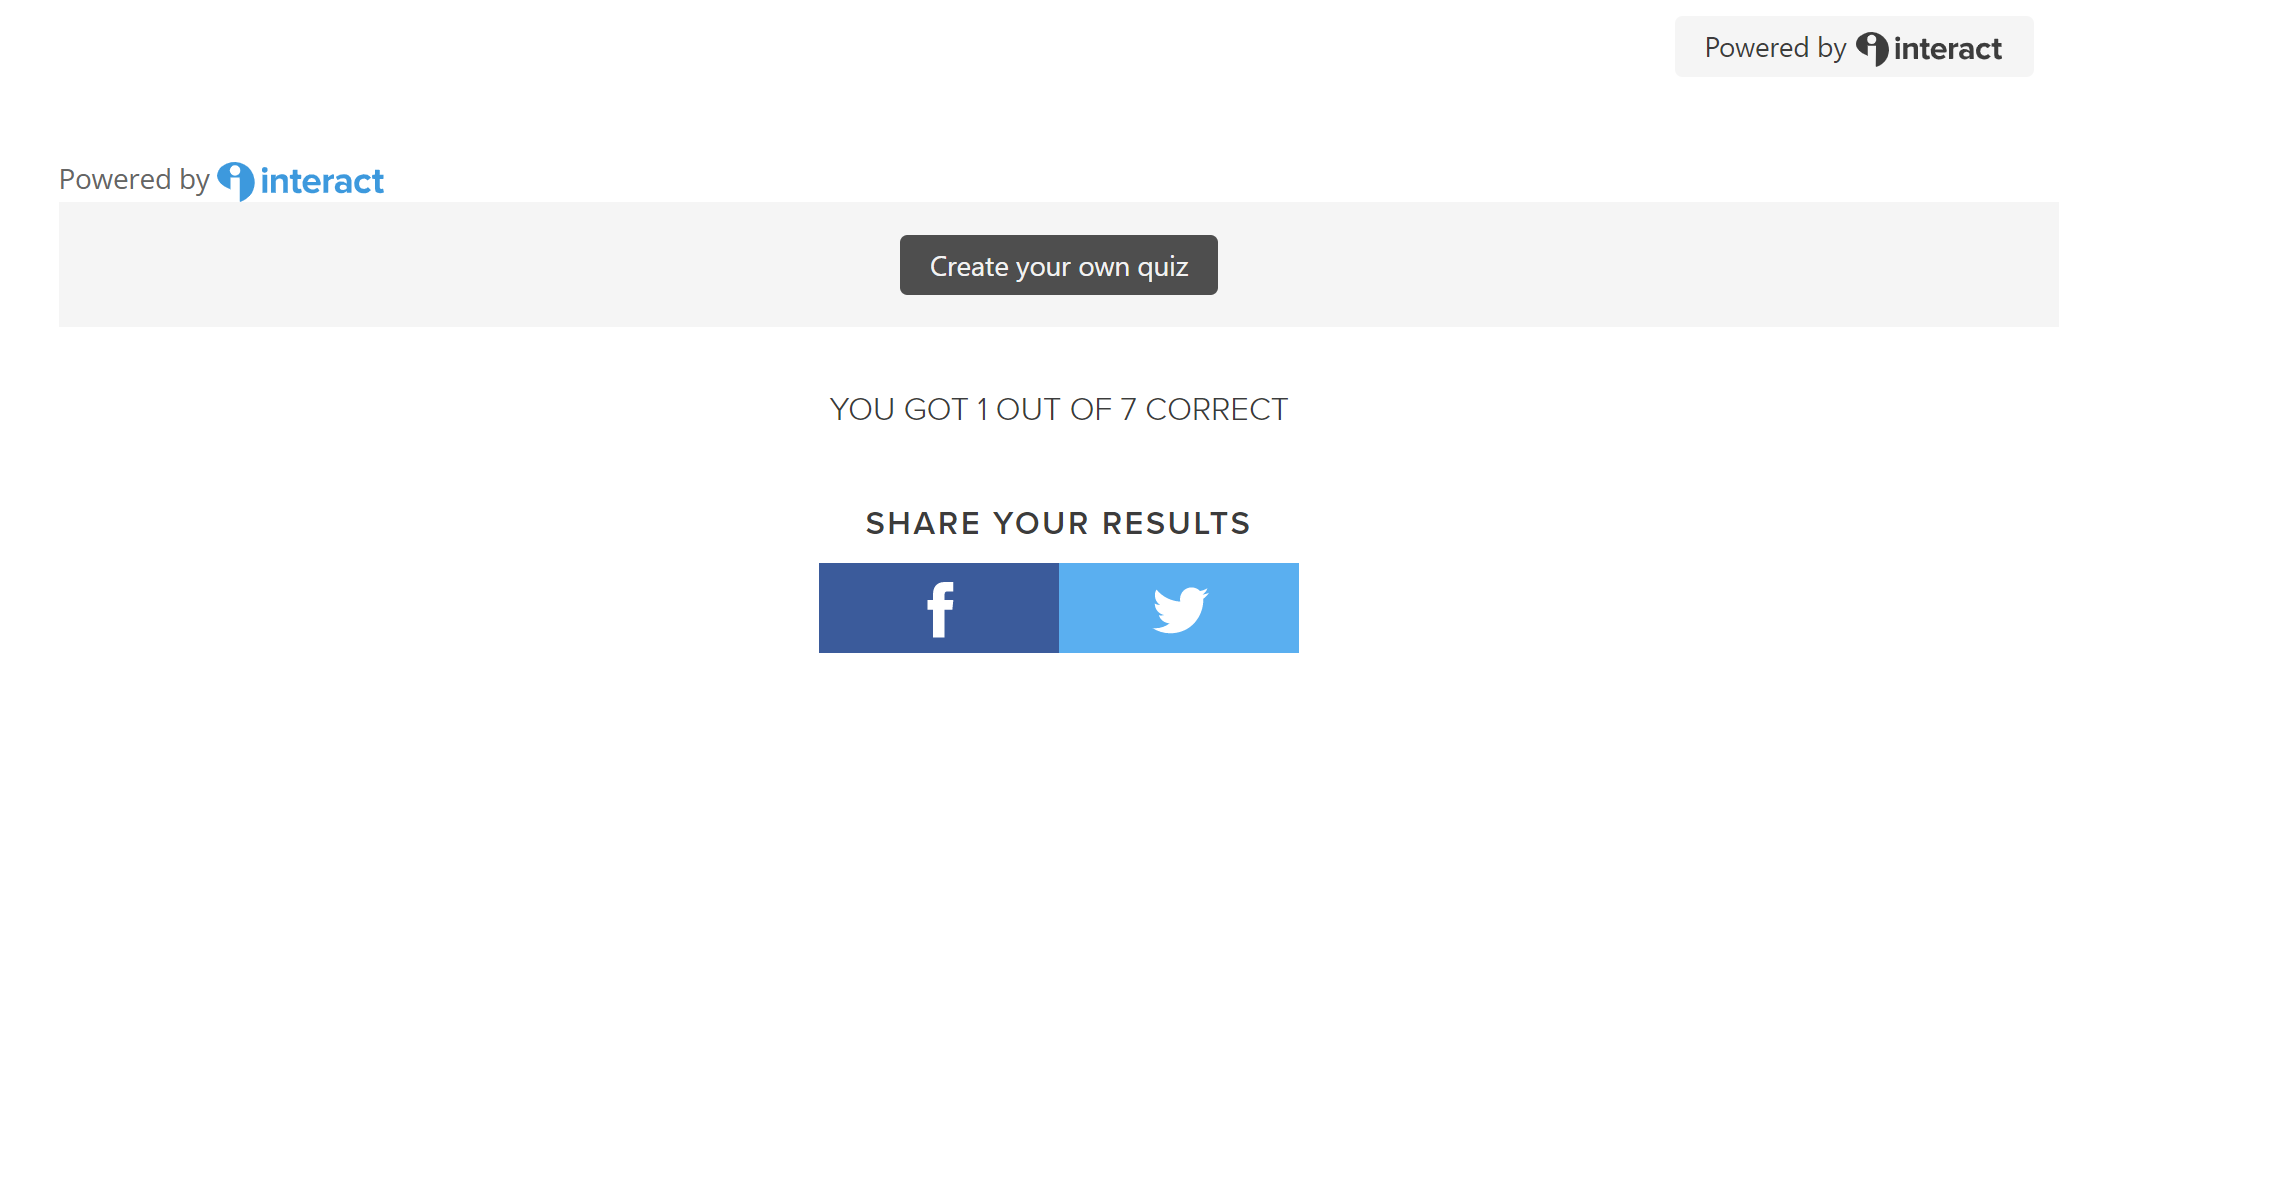 Powered by interact
Powered by interact
Create your own quiz
YOU GOT 1 OUT OF 7 CORRECT
SHARE YOUR RESULTS